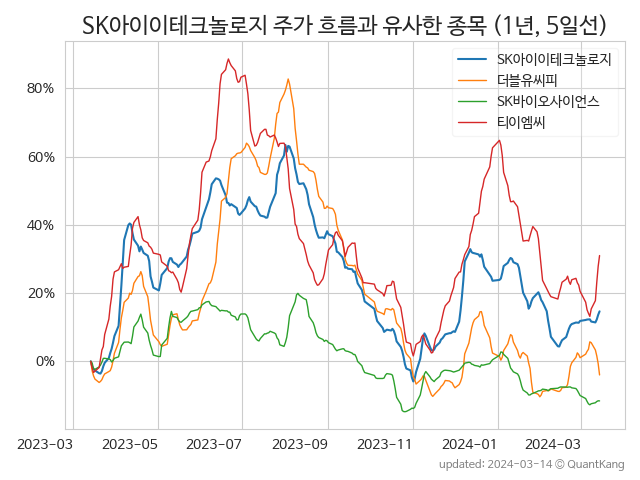 SK아이이테크놀로지 주가 흐름과 유사한 종목 (1년, 5일선)
SK아이이테크놀로지
더블유씨피
SK바이오사이언스
티이엠씨
80%
60%
40%
20%
0%
2023-03
2023-05
2023-07
2023-09
2023-11
2024-01
2024-03
updated: 2024-03-14 © QuantKang